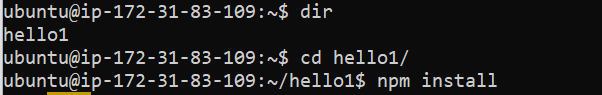 ubuntu@ip-172-31-83-109:~$ dir
hello1
ubuntu@ip-172-31-83-109:~$ cd hello1/
ubuntu@ip-172-31-83-109:~/hello1$ npm install